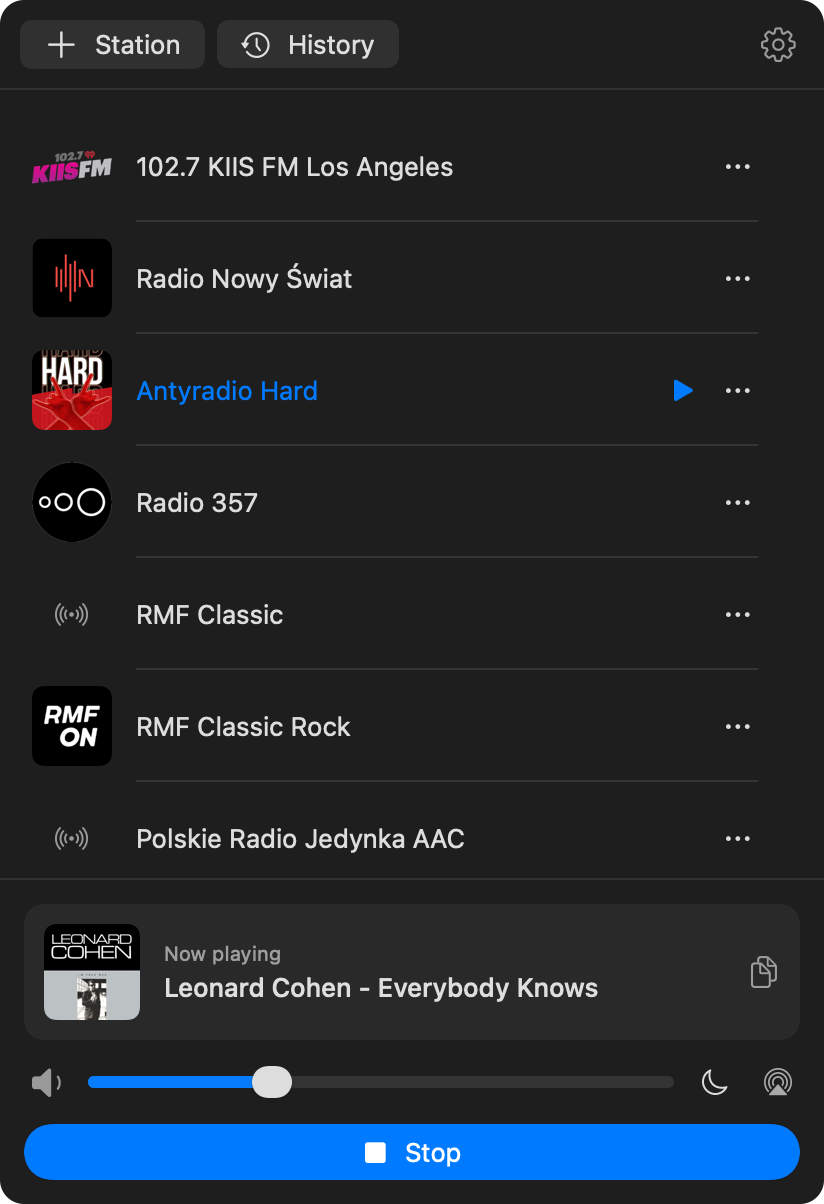 Station
History
102.7
KIIS FM
102.7 KIIS FM Los Angeles
Radio Nowy Świat
HARD
Antyradio Hard
Radio 357
RMF Classic
RMF
ON
RMF Classic Rock
Polskie Radio Jedynka AAC
LEONARD
COHEN
Now playing
Leonard Cohen - Everybody Knows
Stop